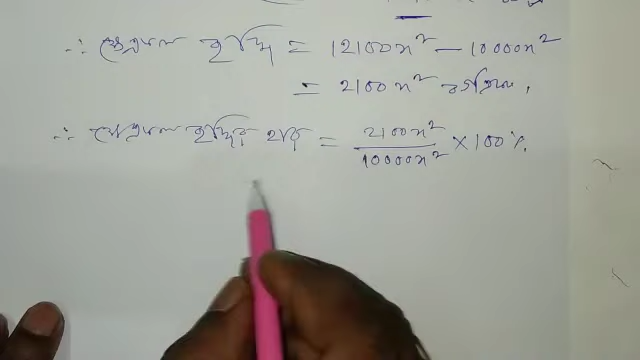 ∴ ক্ষেত্রফল বৃদ্ধি = 12100x² − 10000x²
= 2100x² বর্গএকক,
∴ ক্ষেত্রফল বৃদ্ধির হার = 2100x² / 10000x² × 100%